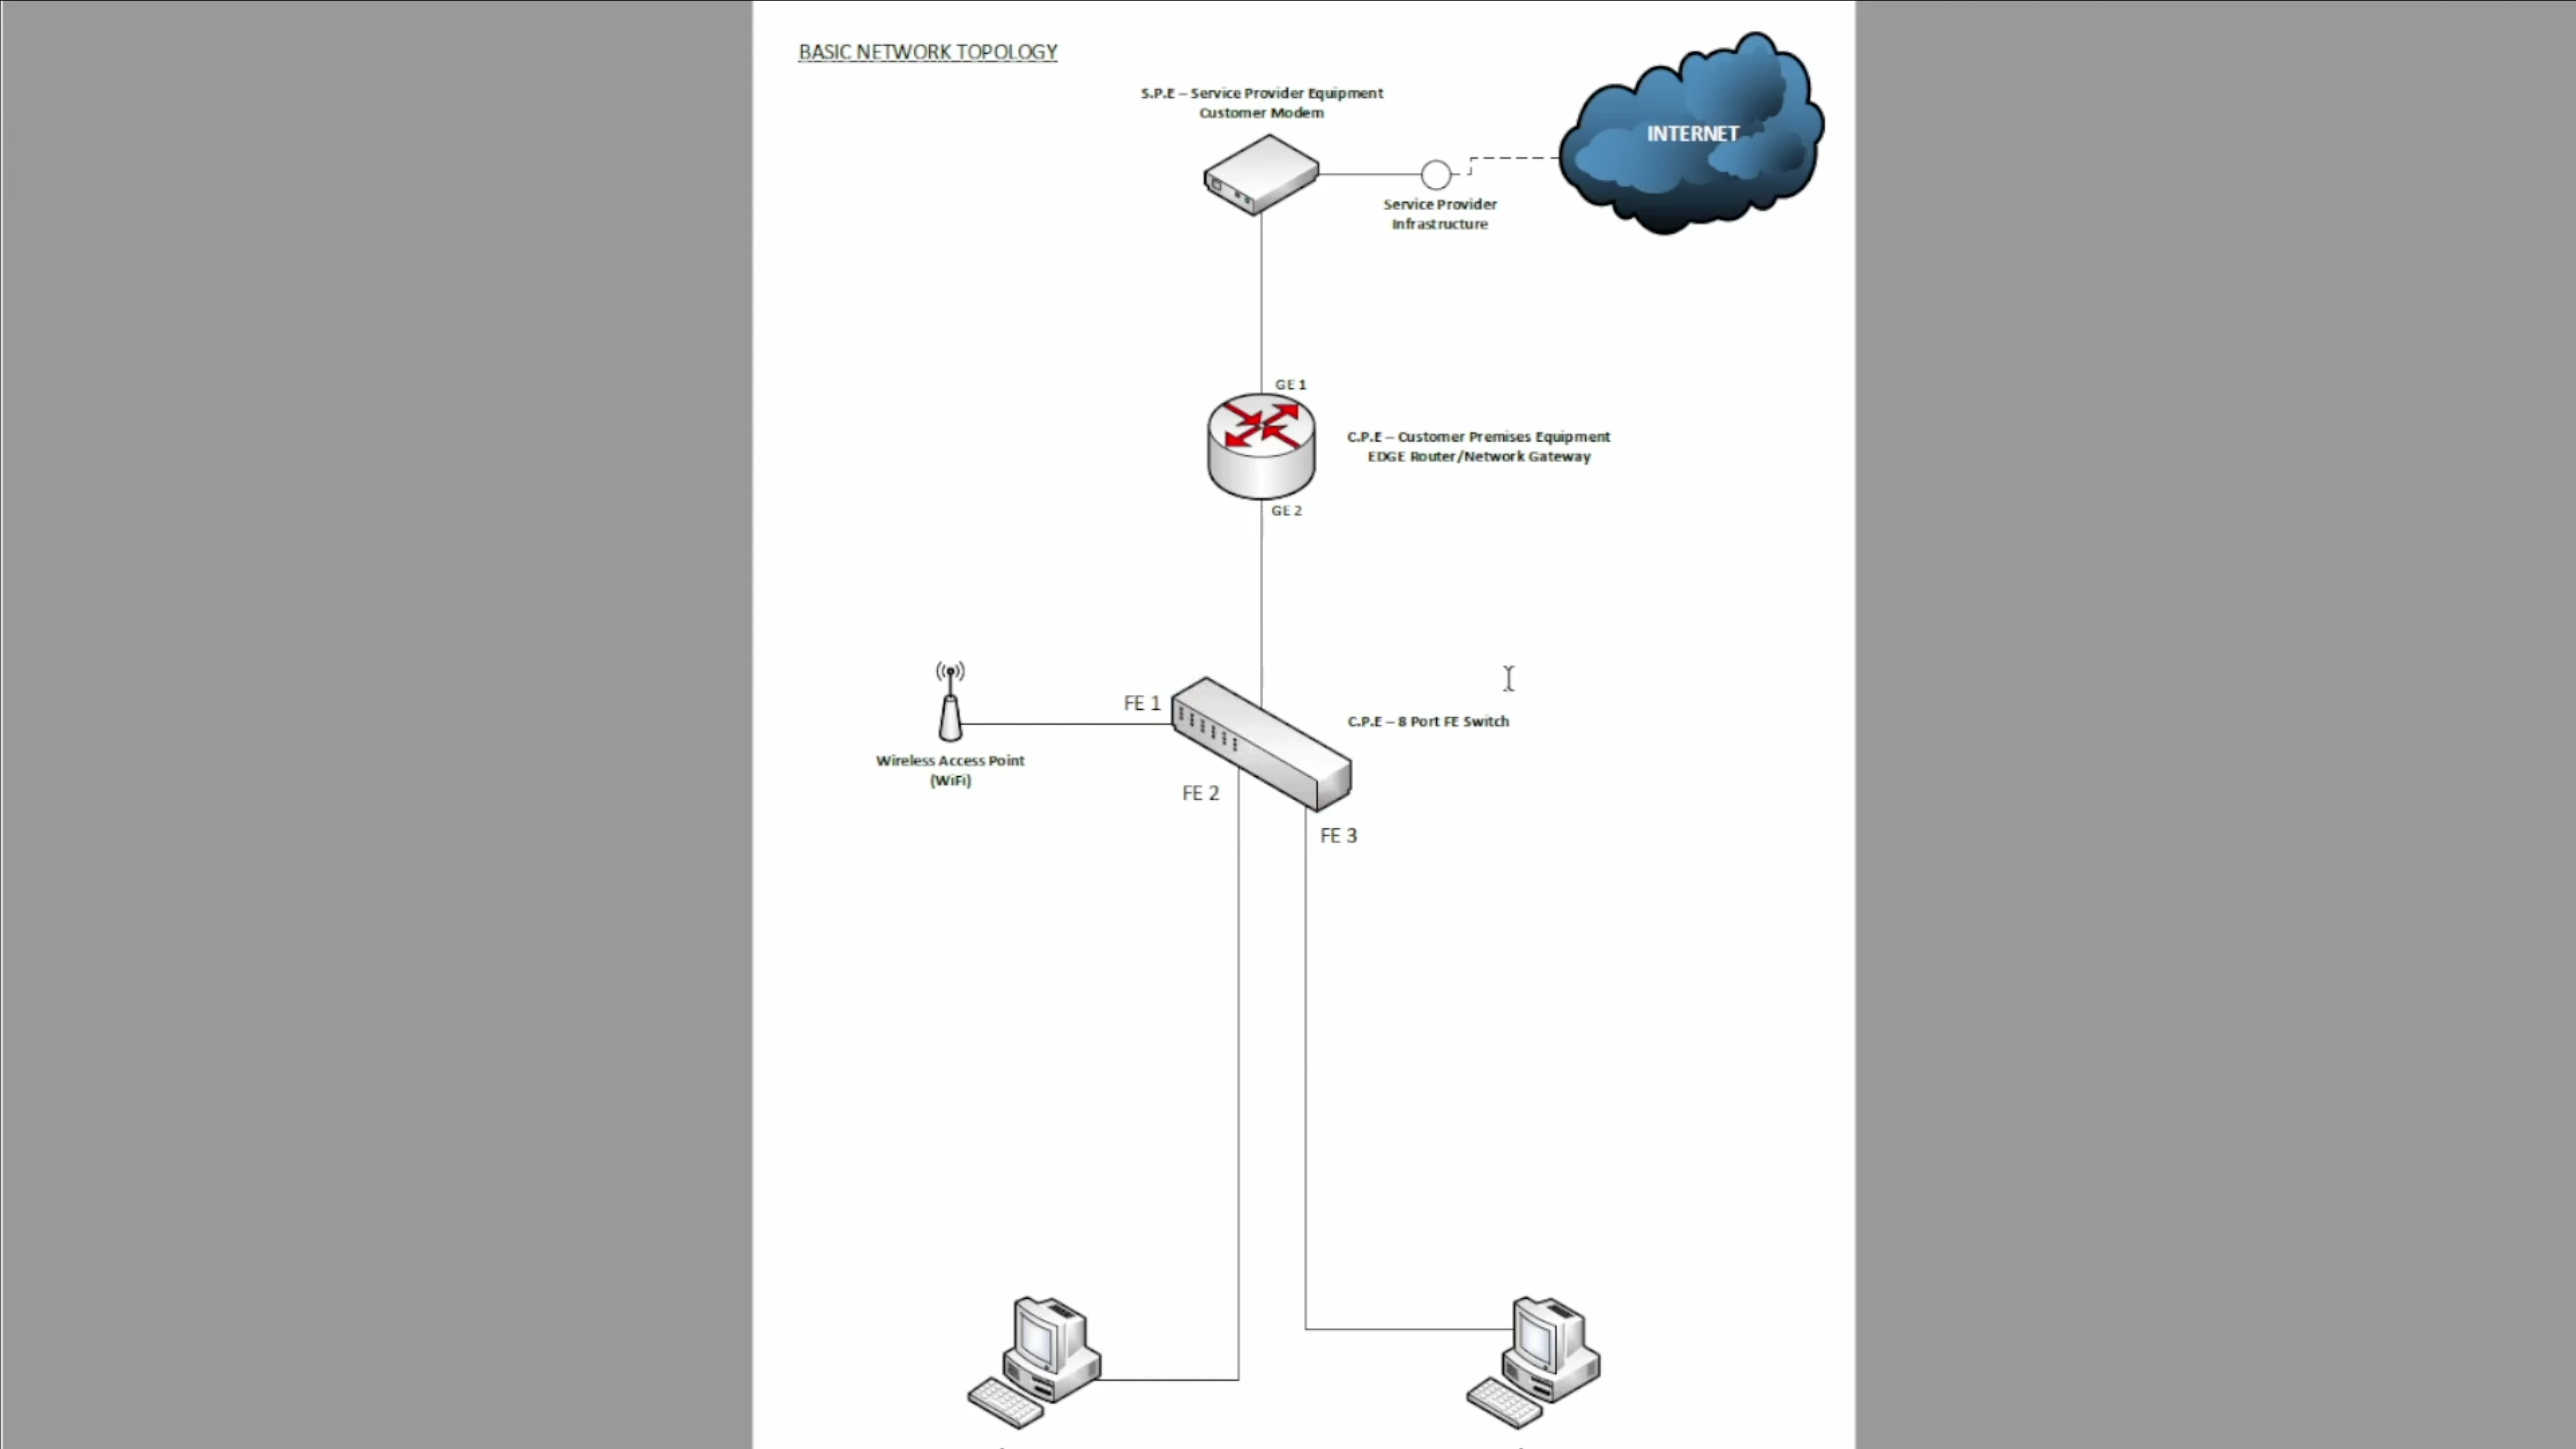 BASIC NETWORK TOPOLOGY
S.P.E – Service Provider Equipment
Customer Modem
INTERNET
Service Provider
Infrastructure
GE 1
C.P.E – Customer Premises Equipment
EDGE Router/Network Gateway
GE 2
FE 1
C.P.E – 8 Port FE Switch
Wireless Access Point
(WiFi)
FE 2
FE 3